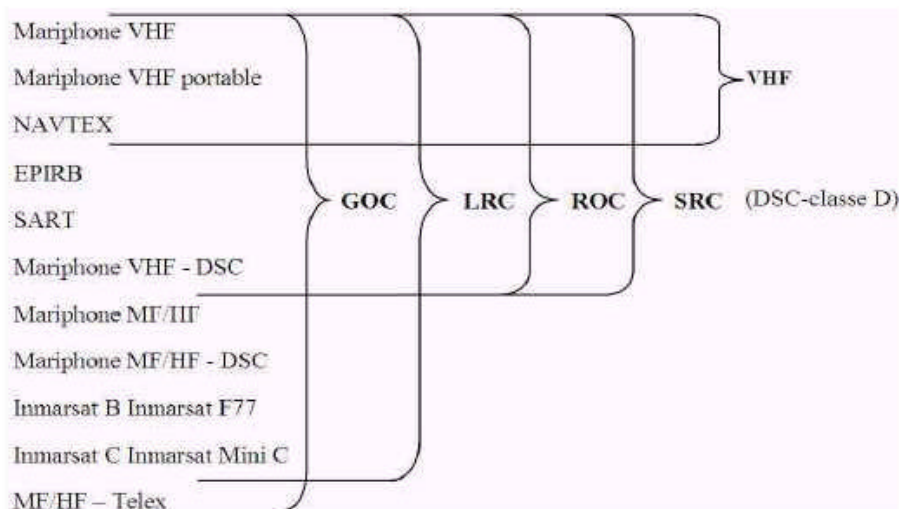 Mariphone VHF
Mariphone VHF portable
VHF
NAVTEX
EPIRB
GOC LRC ROC SRC (DSC-classe D)
SART
Mariphone VHF - DSC
Mariphone MF/HF
Mariphone MF/HF - DSC
Inmarsat B Inmarsat F77
Inmarsat C Inmarsat Mini C
MF/HF – Telex